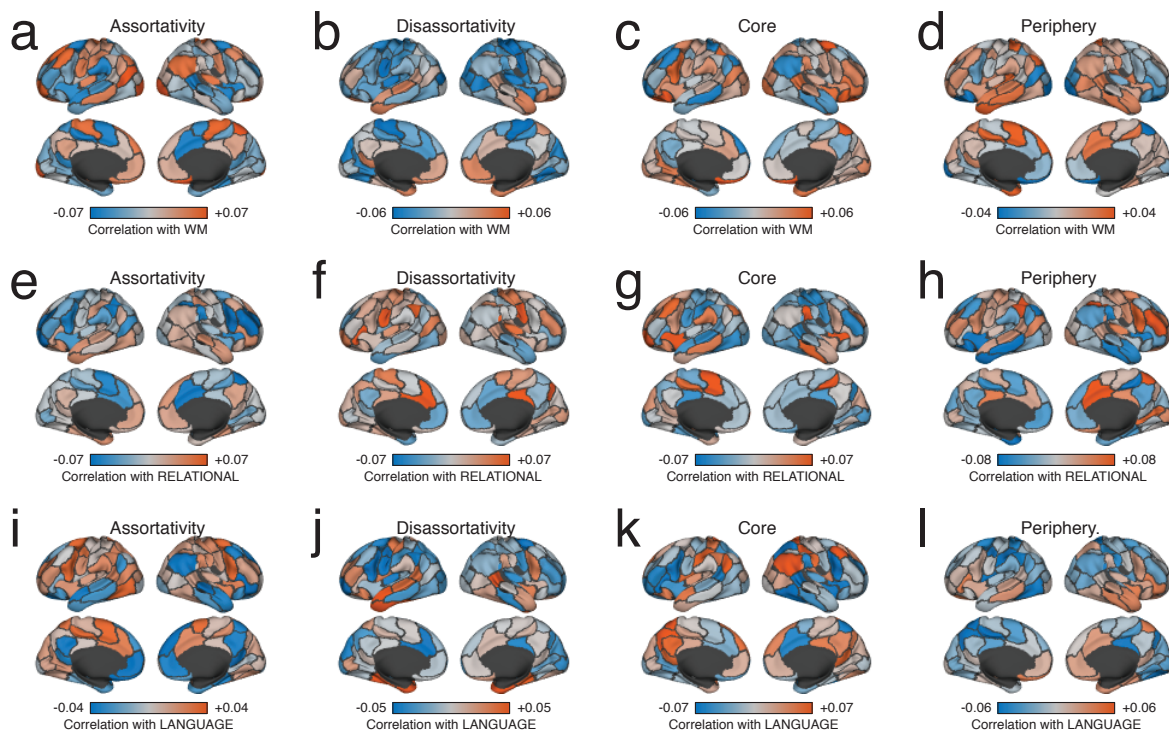 a Assortativity
b Disassortativity
c Core
d Periphery
-0.07 +0.07
Correlation with WM
-0.06 +0.06
Correlation with WM
-0.06 +0.06
Correlation with WM
-0.04 +0.04
Correlation with WM
e Assortativity
f Disassortativity
g Core
h Periphery
-0.07 +0.07
Correlation with RELATIONAL
-0.07 +0.07
Correlation with RELATIONAL
-0.07 +0.07
Correlation with RELATIONAL
-0.08 +0.08
Correlation with RELATIONAL
i Assortativity
j Disassortativity
k Core
l Periphery.
-0.04 +0.04
Correlation with LANGUAGE
-0.05 +0.05
Correlation with LANGUAGE
-0.07 +0.07
Correlation with LANGUAGE
-0.06 +0.06
Correlation with LANGUAGE